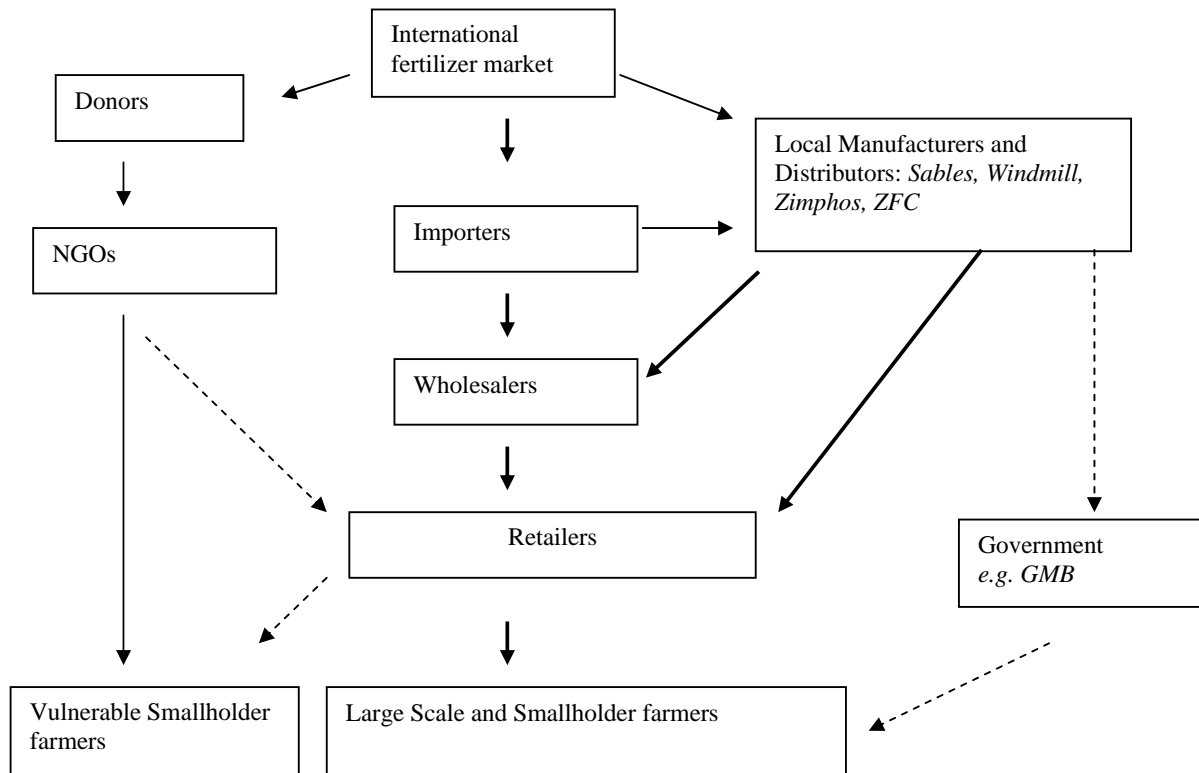 International
fertilizer market
Donors
Local Manufacturers and
Distributors: Sables, Windmill,
Zimphos, ZFC
Importers
NGOs
Wholesalers
Retailers
Government
e.g. GMB
Vulnerable Smallholder
farmers
Large Scale and Smallholder farmers